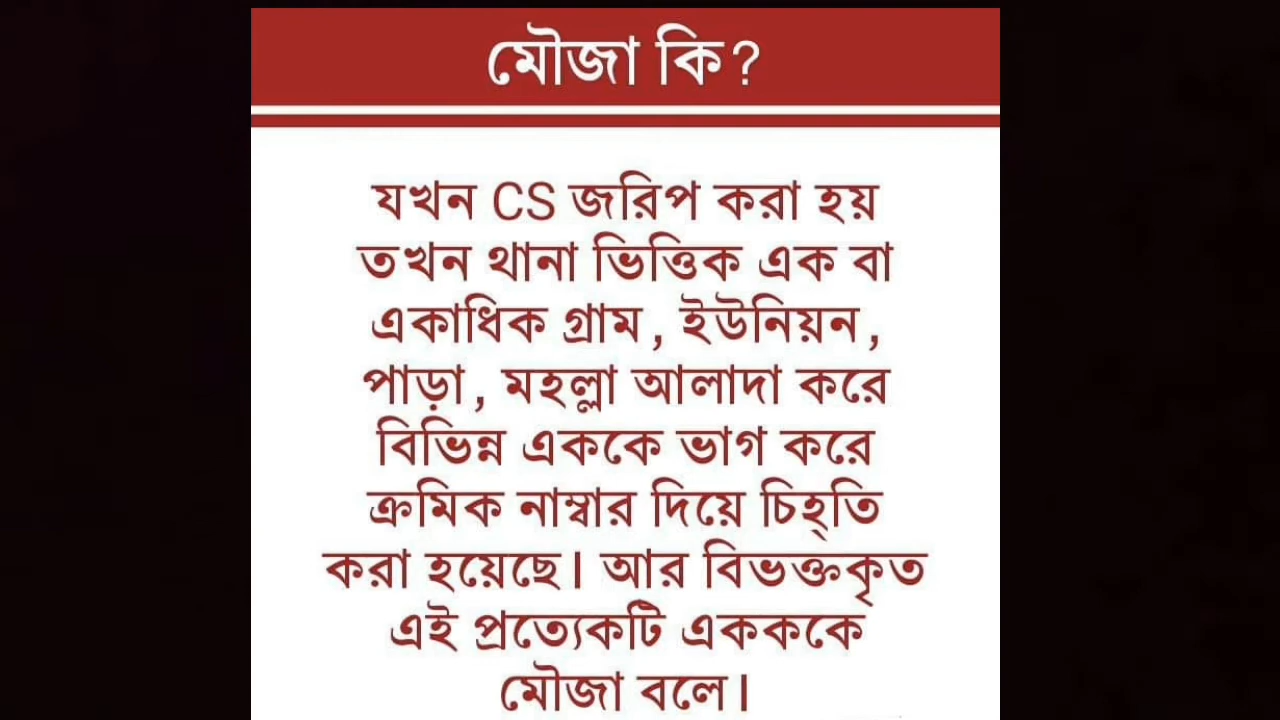 মৌজা কি?
যখন CS জরিপ করা হয়
তখন থানা ভিত্তিক এক বা
একাধিক গ্রাম, ইউনিয়ন,
পাড়া, মহল্লা আলাদা করে
বিভিন্ন এককে ভাগ করে
ক্রমিক নাম্বার দিয়ে চিহ্তি
করা হয়েছে। আর বিভক্তকৃত
এই প্রত্যেকটি একককে
মৌজা বলে।